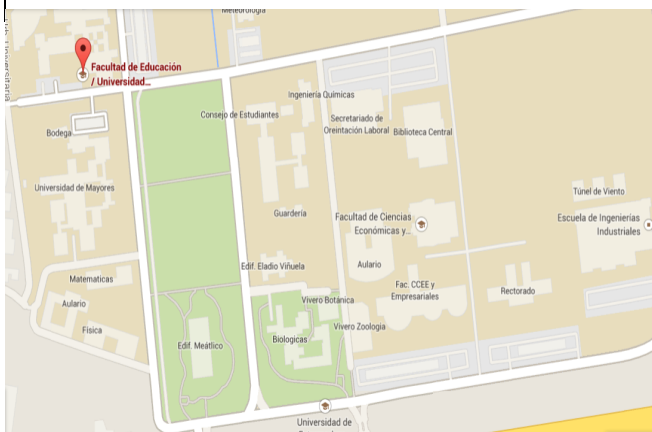 Meteorología
Facultad de Educación
/ Universidad...
Ingeniería Químicas
Consejo de Estudiantes
Secretariado de
Oreintación Laboral
Biblioteca Central
Bodega
Universidad de Mayores
Túnel de Viento
Guarderia
Facultad de Ciencias
Económicas y...
Escuela de Ingenierías
Industriales
Edif. Eladio Viñuela
Aulario
Matematicas
Fac. CCEE y
Empresariales
Rectorado
Aulario
Vivero Botánica
Física
Vivero Zoologia
Edif. Meátlico
Biologicas
Universidad de